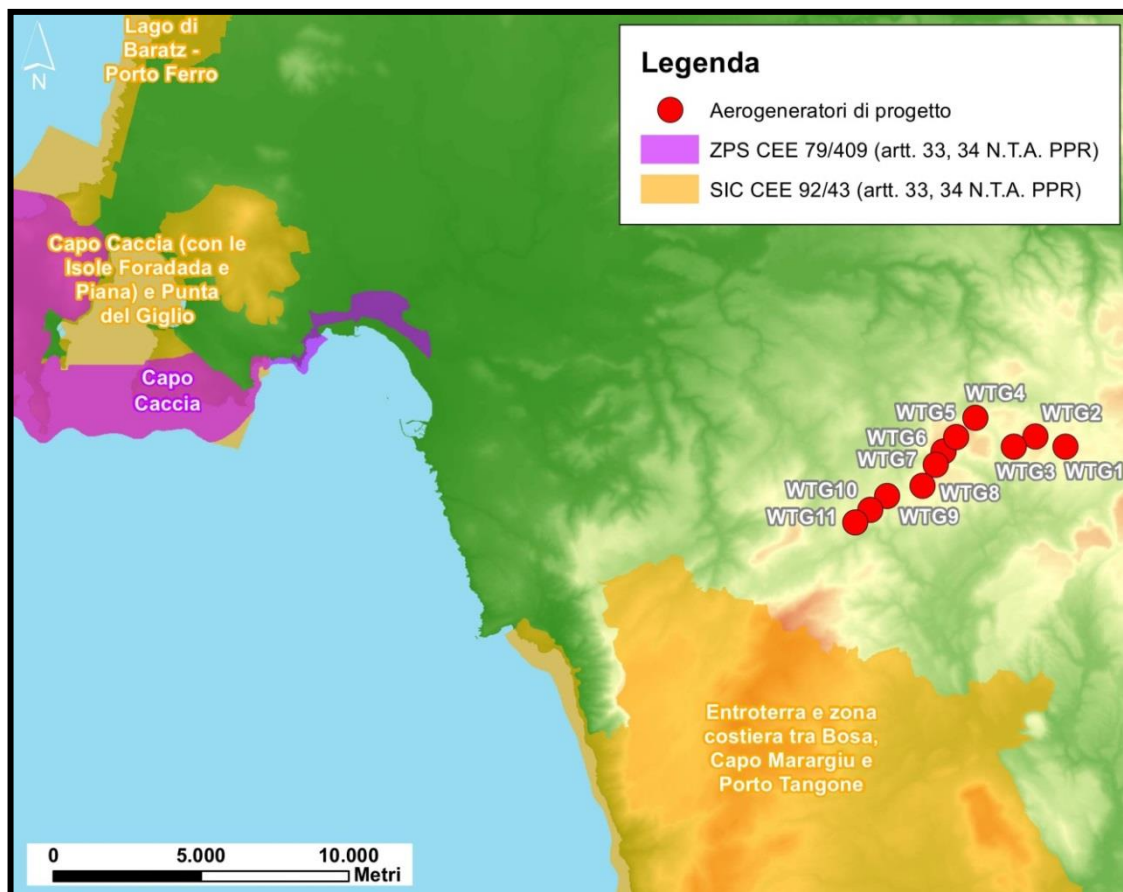 Lago di
Baratz -
Porto Ferro
N
Legenda
Aerogeneratori di progetto
ZPS CEE 79/409 (artt. 33, 34 N.T.A. PPR)
SIC CEE 92/43 (artt. 33, 34 N.T.A. PPR)
Capo Caccia (con le
Isole Foradada e
Piana) e Punta
del Giglio
Capo
Caccia
WTG4
WTG5
WTG2
WTG6
WTG7
WTG3
WTG1
WTG10
WTG8
WTG11
WTG9
Entroterra e zona
costiera tra Bosa,
Capo Marargiu e
Porto Tangone
0 5.000 10.000
Metri